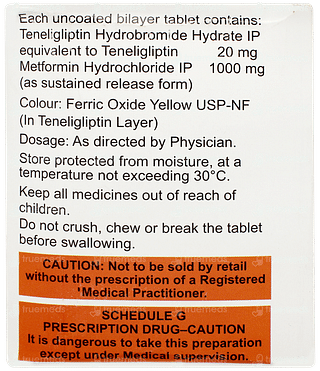 Each uncoated bilayer tablet contains:
Teneligliptin Hydrobromide Hydrate IP
equivalent to Teneligliptin 20 mg
Metformin Hydrochloride IP 1000 mg
(as sustained release form)
Colour: Ferric Oxide Yellow USP-NF
(In Teneligliptin Layer)
Dosage: As directed by Physician.
Store protected from moisture, at a
temperature not exceeding 30°C.
Keep all medicines out of reach of
children.
Do not crush, chew or break the tablet
before swallowing.
CAUTION: Not to be sold by retail
without the prescription of a Registered
Medical Practitioner.
SCHEDULE G
PRESCRIPTION DRUG–CAUTION
It is dangerous to take this preparation
except under Medical supervision.